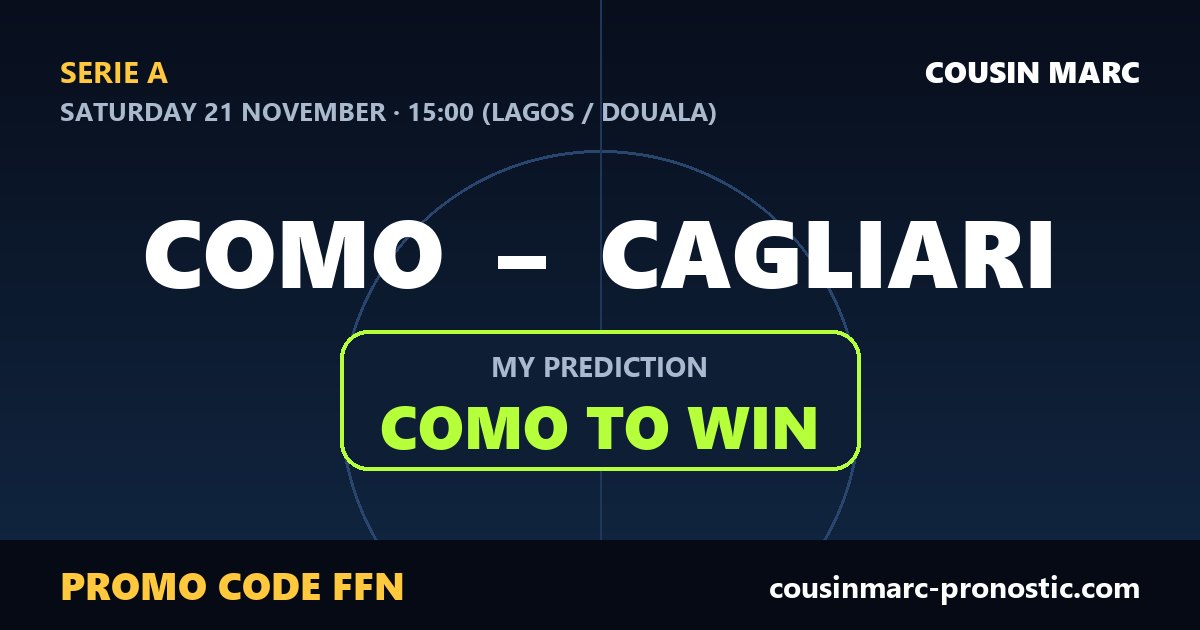 SERIE A
COUSIN MARC
SATURDAY 21 NOVEMBER · 15:00 (LAGOS / DOUALA)
COMO – CAGLIARI
MY PREDICTION
COMO TO WIN
PROMO CODE FFN
cousinmarc-pronostic.com